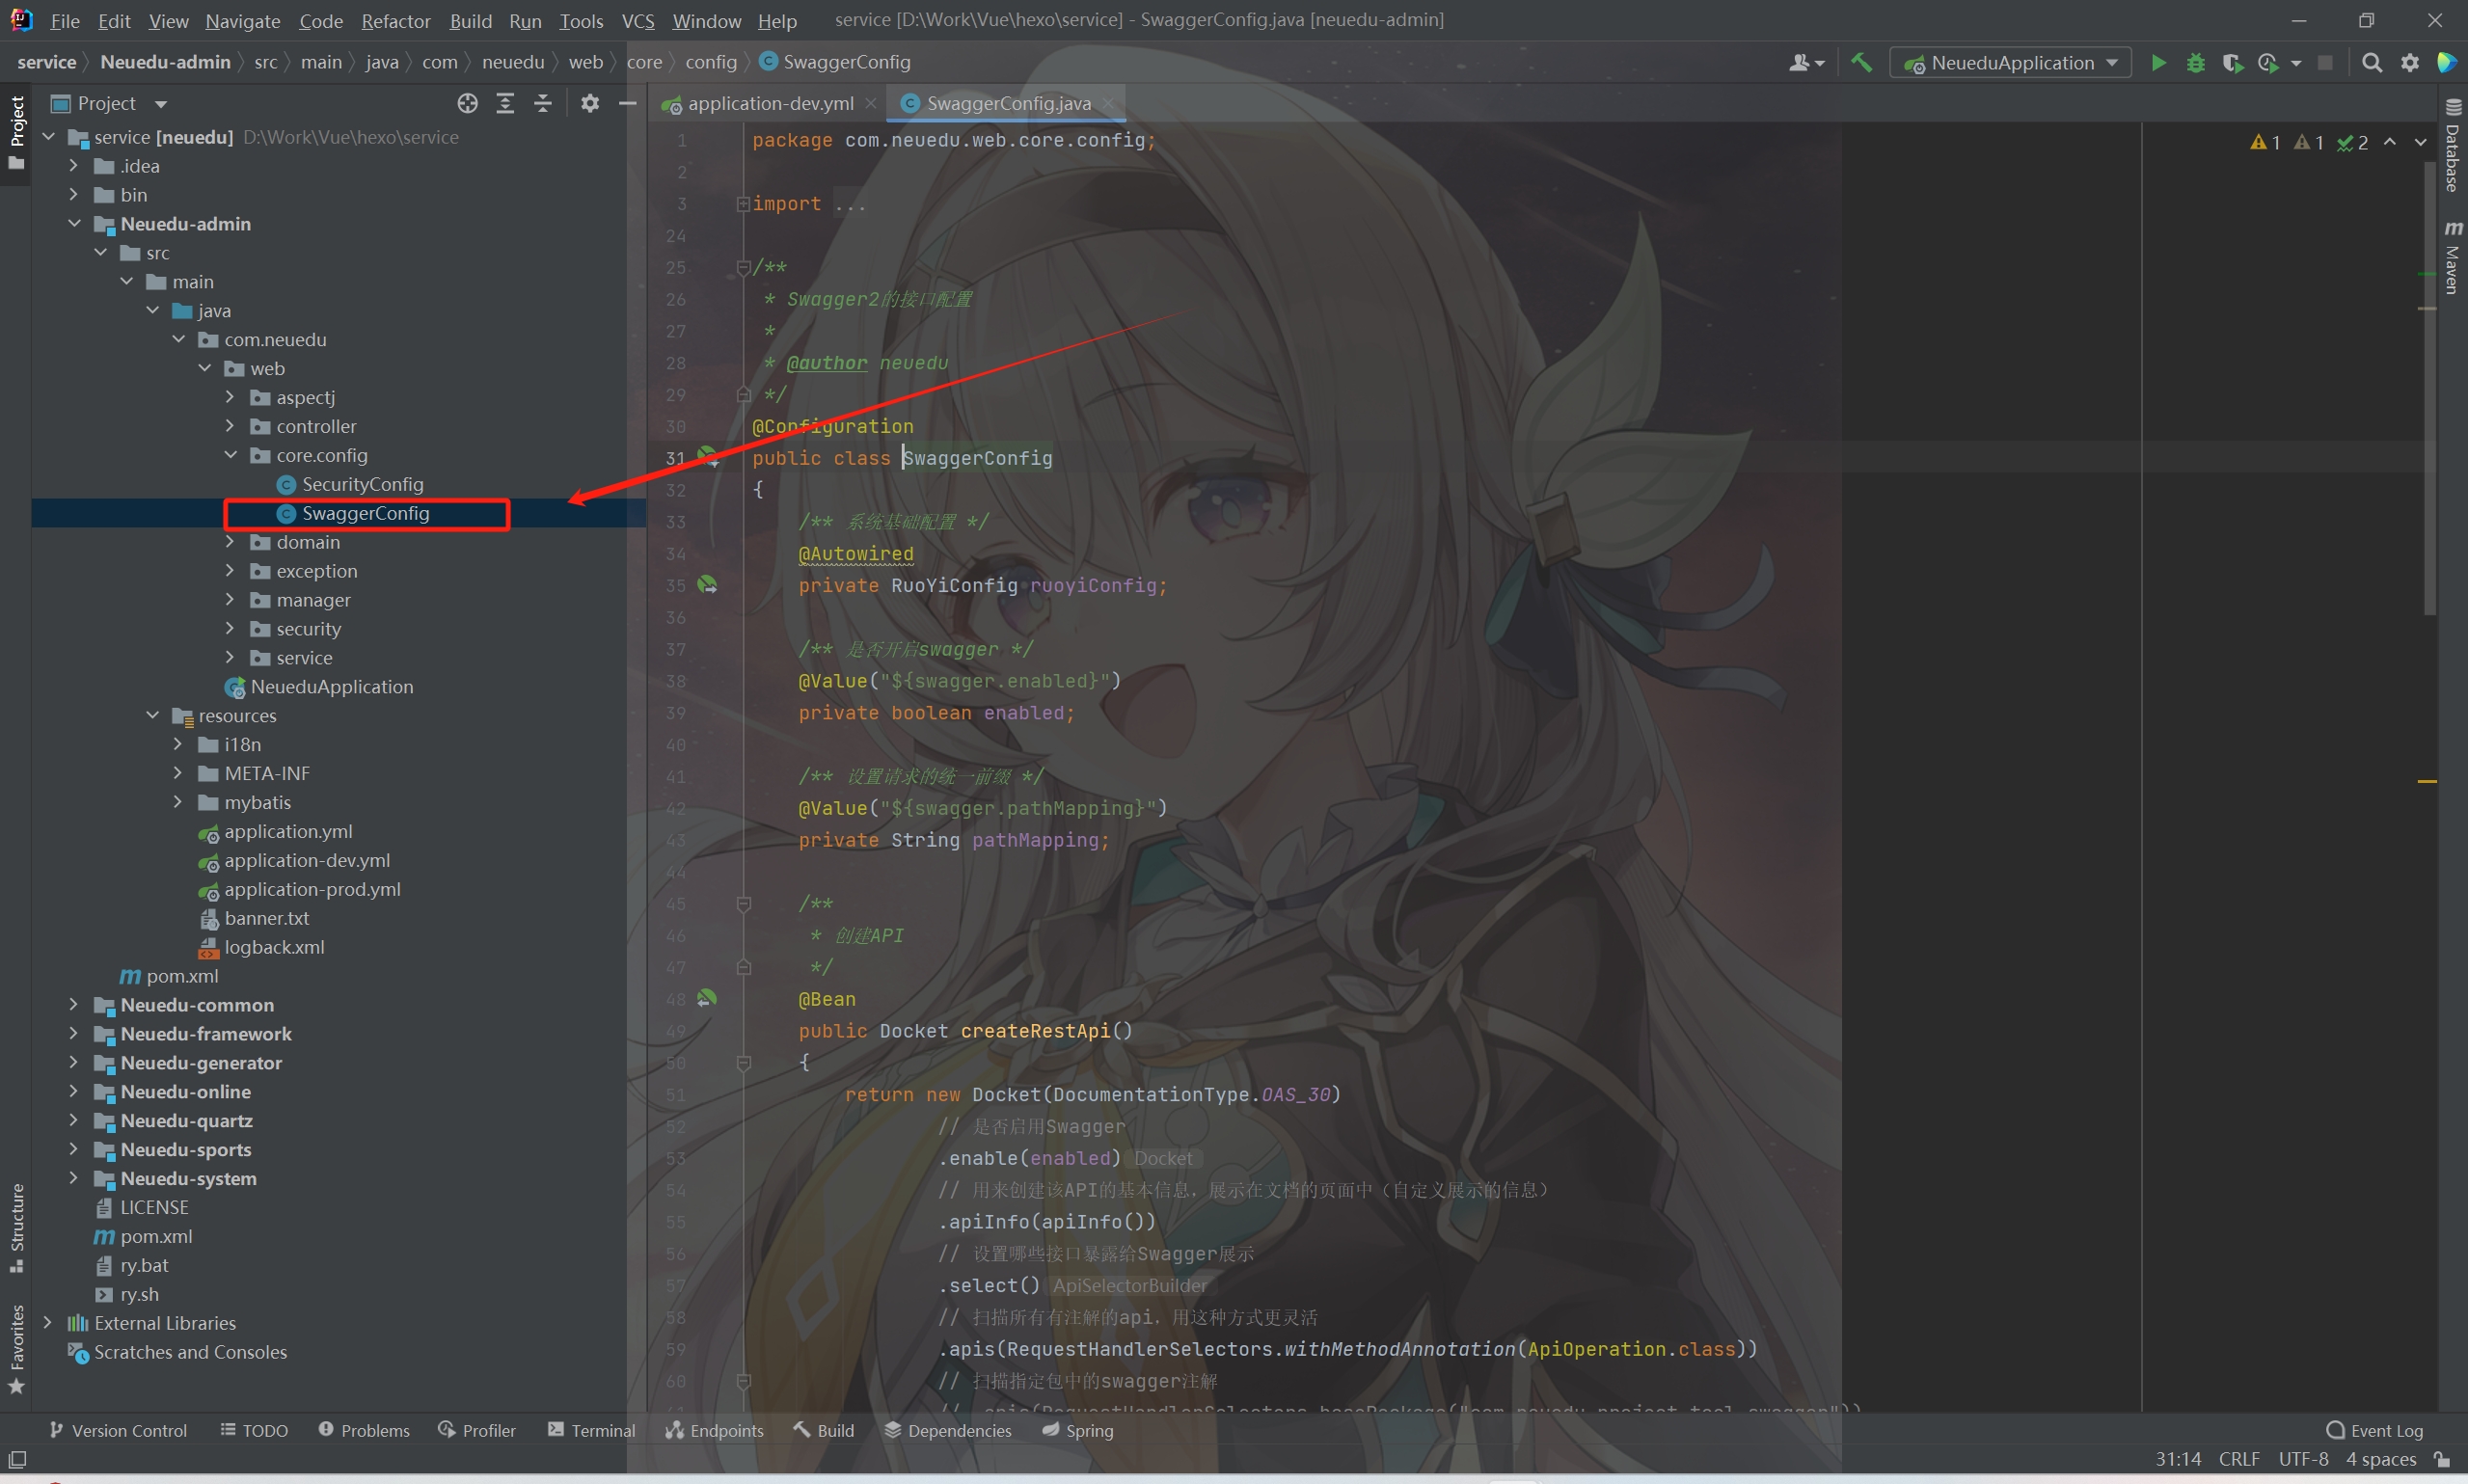 File Edit View Navigate Code Refactor Build Run Tools VCS Window Help service [D:\Work\Vue\hexo\service] - SwaggerConfig.java [neuedu-admin]
service Neuedu-admin src main java com neuedu web core config SwaggerConfig NeueduApplication
Project
application-dev.yml SwaggerConfig.java
Project
Structure
Favorites
service [neuedu] D:\Work\Vue\hexo\service
.idea
bin
Neuedu-admin
src
main
java
com.neuedu
web
aspectj
controller
core.config
SecurityConfig
SwaggerConfig
domain
exception
manager
security
service
NeueduApplication
resources
i18n
META-INF
mybatis
application.yml
application-dev.yml
application-prod.yml
banner.txt
logback.xml
pom.xml
Neuedu-common
Neuedu-framework
Neuedu-generator
Neuedu-online
Neuedu-quartz
Neuedu-sports
Neuedu-system
LICENSE
pom.xml
ry.bat
ry.sh
External Libraries
Scratches and Consoles
1 package com.neuedu.web.core.config;
2
3 import ...
24
25 /**
26 * Swagger2的接口配置
27 *
28 * @author neuedu
29 */
30 @Configuration
31 public class SwaggerConfig
32 {
33 /** 系统基础配置 */
34 @Autowired
35 private RuoYiConfig ruoyiConfig;
36
37 /** 是否开启swagger */
38 @Value("${swagger.enabled}")
39 private boolean enabled;
40
41 /** 设置请求的统一前缀 */
42 @Value("${swagger.pathMapping}")
43 private String pathMapping;
44
45 /**
46 * 创建API
47 */
48 @Bean
49 public Docket createRestApi()
50 {
51 return new Docket(DocumentationType.OAS_30)
52 // 是否启用Swagger
53 .enable(enabled) Docket
54 // 用来创建该API的基本信息，展示在文档的页面中（自定义展示的信息）
55 .apiInfo(apiInfo())
56 // 设置哪些接口暴露给Swagger展示
57 .select() ApiSelectorBuilder
58 // 扫描所有有注解的api，用这种方式更灵活
59 .apis(RequestHandlerSelectors.withMethodAnnotation(ApiOperation.class))
60 // 扫描指定包中的swagger注解
61 // .apis(RequestHandlerSelectors.basePackage("com.neuedu.project.tool.swagger"))
1 1 2
Database
Maven
Version Control TODO Problems Profiler Terminal Endpoints Build Dependencies Spring Event Log
31:14 CRLF UTF-8 4 spaces